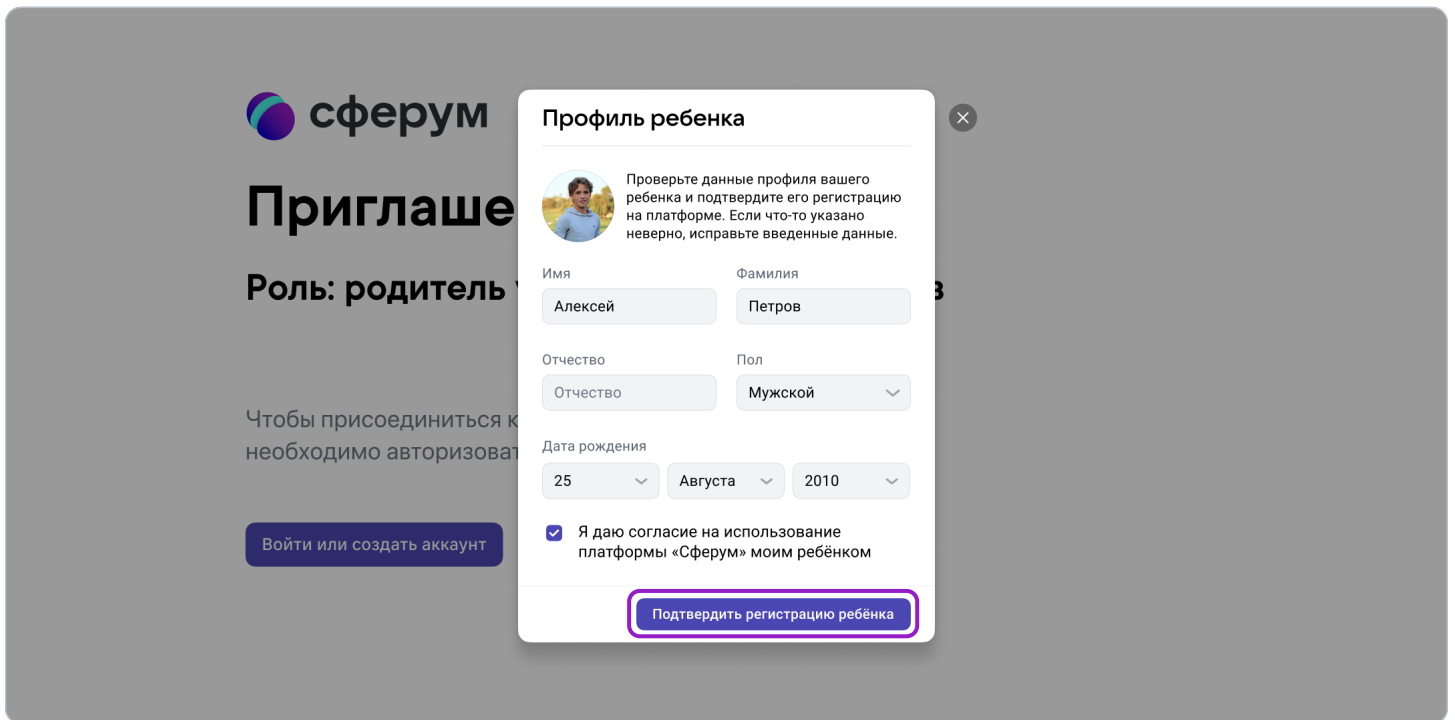 сферум
Приглаше
Роль: родитель
в
Чтобы присоединиться к
необходимо авторизоват
Войти или создать аккаунт
Профиль ребенка
Проверьте данные профиля вашего
ребенка и подтвердите его регистрацию
на платформе. Если что-то указано
неверно, исправьте введенные данные.
Имя
Фамилия
Алексей
Петров
Отчество
Пол
Отчество
Мужской
Дата рождения
25
Августа
2010
Я даю согласие на использование
платформы «Сферум» моим ребёнком
Подтвердить регистрацию ребёнка